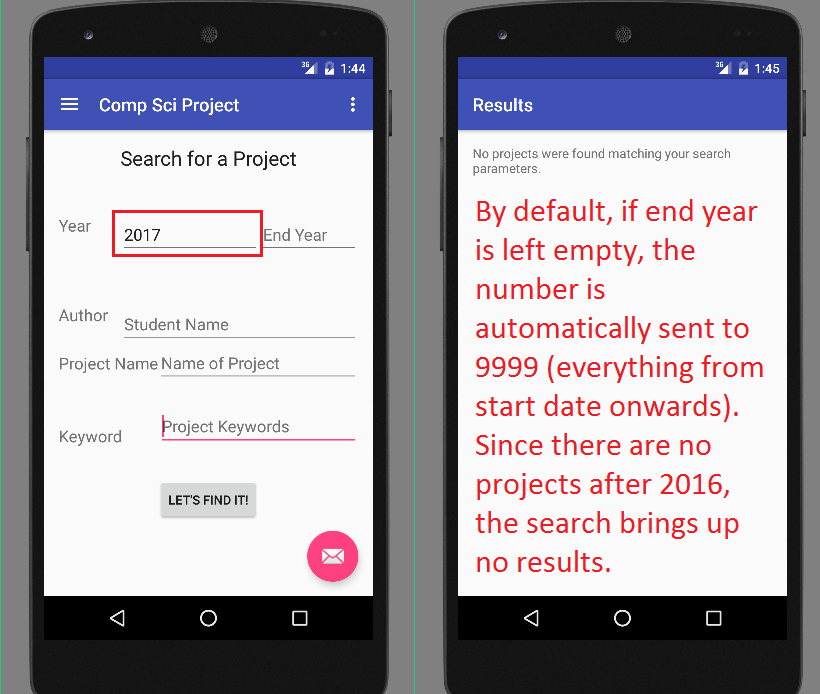 3G 1:44
Comp Sci Project
Search for a Project
Year 2017 End Year
Author Student Name
Project Name Name of Project
Keyword Project Keywords
LET'S FIND IT!
3G 1:45
Results
No projects were found matching your search
parameters.
By default, if end year
is left empty, the
number is
automatically sent to
9999 (everything from
start date onwards).
Since there are no
projects after 2016,
the search brings up
no results.